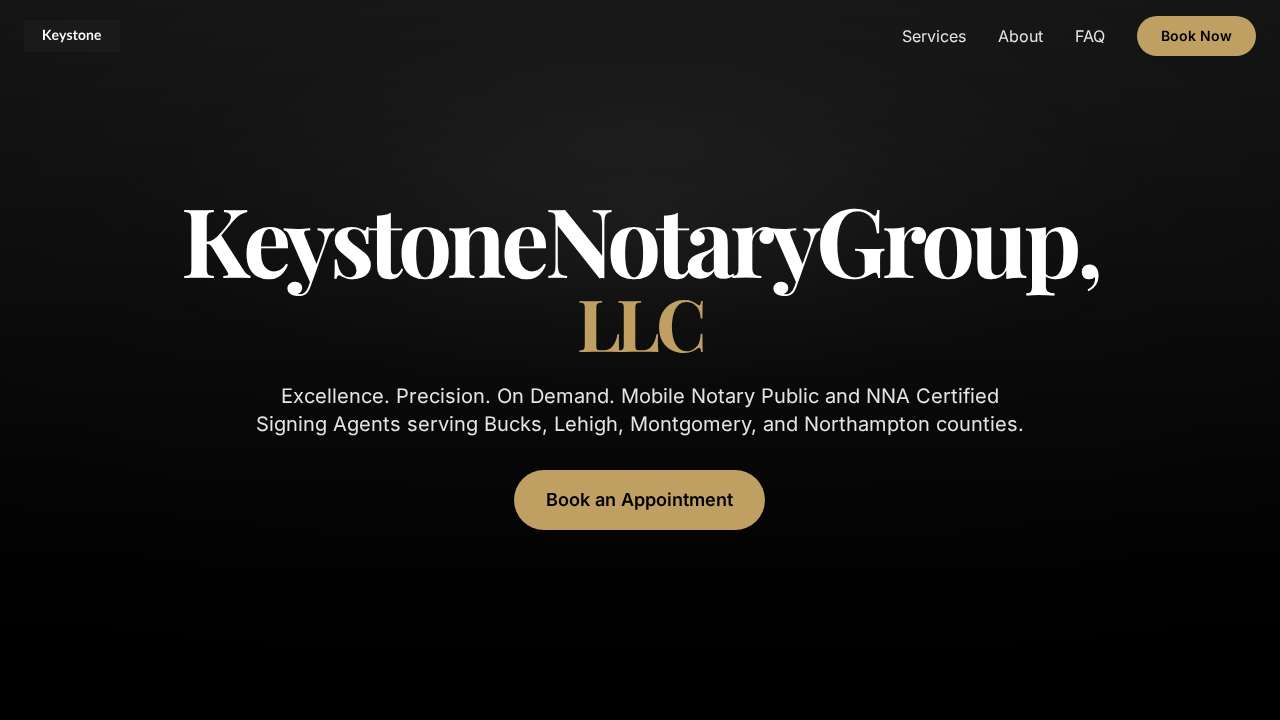 Keystone
Services
About
FAQ
Book Now
KeystoneNotaryGroup,
LLC
Excellence. Precision. On Demand. Mobile Notary Public and NNA Certified
Signing Agents serving Bucks, Lehigh, Montgomery, and Northampton counties.
Book an Appointment